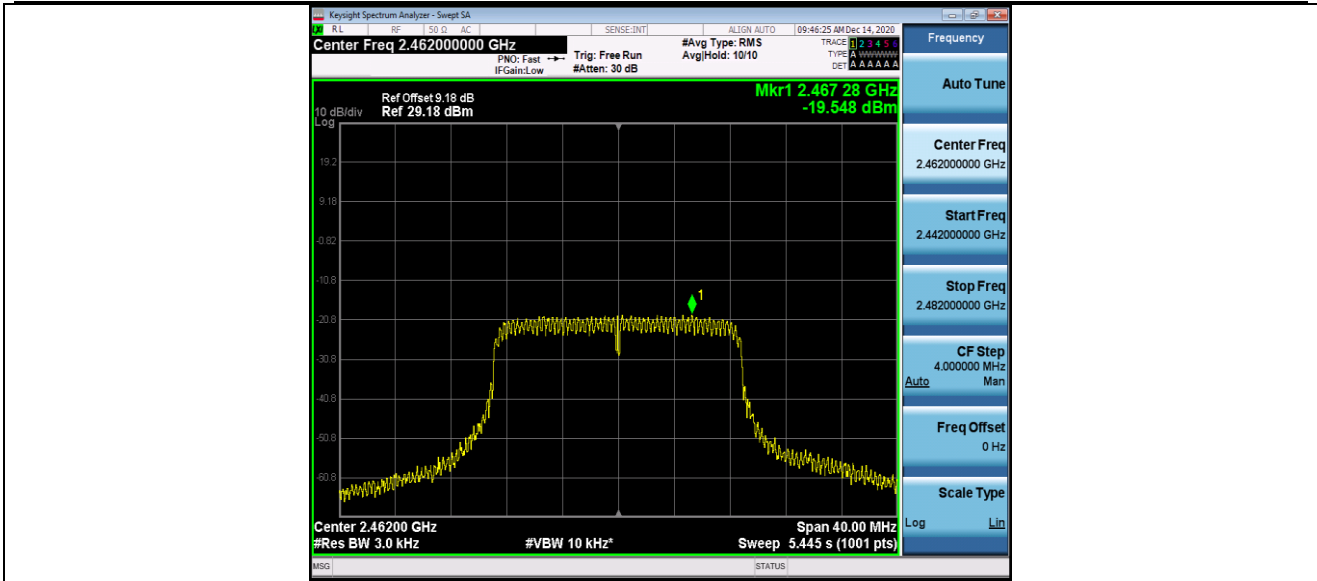 Keysight Spectrum Analyzer - Swept SA
RL RF 50 Ω AC SENSE:INT ALIGN AUTO 09:46:25 AM Dec 14, 2020
Center Freq 2.462000000 GHz
PNO: Fast
IFGain:Low
Trig: Free Run
#Atten: 30 dB
#Avg Type: RMS
Avg|Hold: 10/10
TRACE 1 2 3 4 5 6
TYPE A WWWWW
DET A A A A A A
Mkr1 2.467 28 GHz
-19.548 dBm
Ref Offset 9.18 dB
10 dB/div Ref 29.18 dBm
Log
19.2
9.18
-0.82
-10.8
-20.8
-30.8
-40.8
-50.8
-60.8
1
Center 2.46200 GHz Span 40.00 MHz
#Res BW 3.0 kHz #VBW 10 kHz* Sweep 5.445 s (1001 pts)
MSG STATUS
Frequency
Auto Tune
Center Freq
2.462000000 GHz
Start Freq
2.442000000 GHz
Stop Freq
2.482000000 GHz
CF Step
4.000000 MHz
Auto Man
Freq Offset
0 Hz
Scale Type
Log Lin